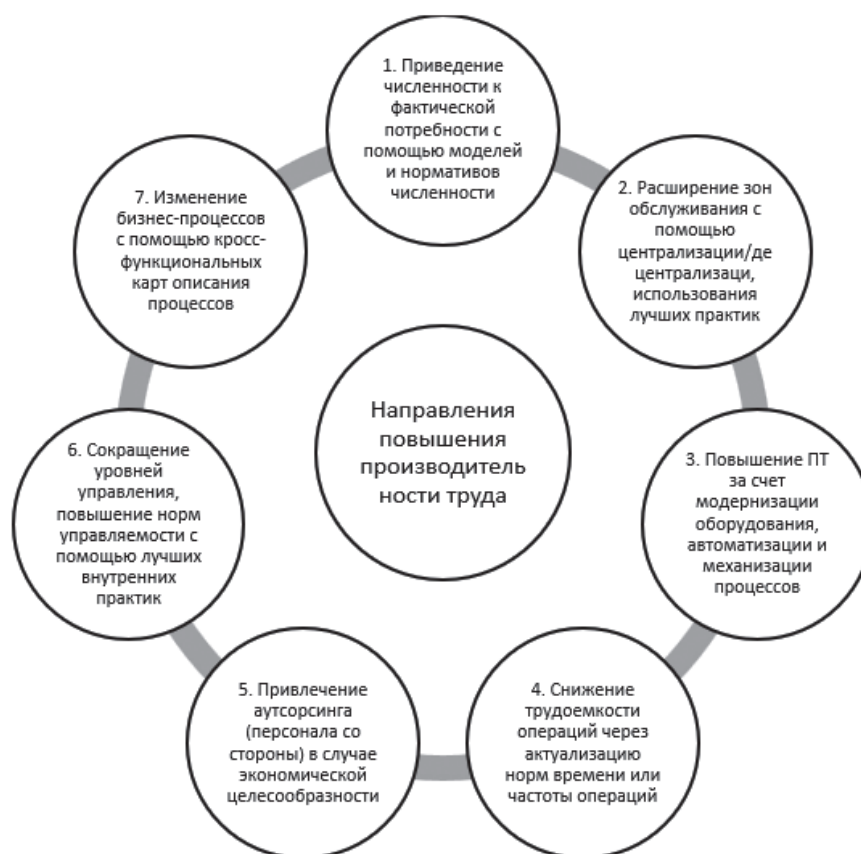 1. Приведение
численности к
фактической
потребности с
помощью моделей
и нормативов
численности
2. Расширение зон
обслуживания с
помощью
централизации/де
централизаци,
использования
лучших практик
3. Повышение ПТ
за счет
модернизации
оборудования,
автоматизации и
механизации
процессов
4. Снижение
трудоемкости
операций через
актуализацию
норм времени или
частоты операций
5. Привлечение
аутсорсинга
(персонала со
стороны) в случае
экономической
целесообразности
6. Сокращение
уровней
управления,
повышение норм
управляемости с
помощью лучших
внутренних
практик
7. Изменение
бизнес-процессов
с помощью кросс-
функциональных
карт описания
процессов
Направления
повышения
производитель
ности труда